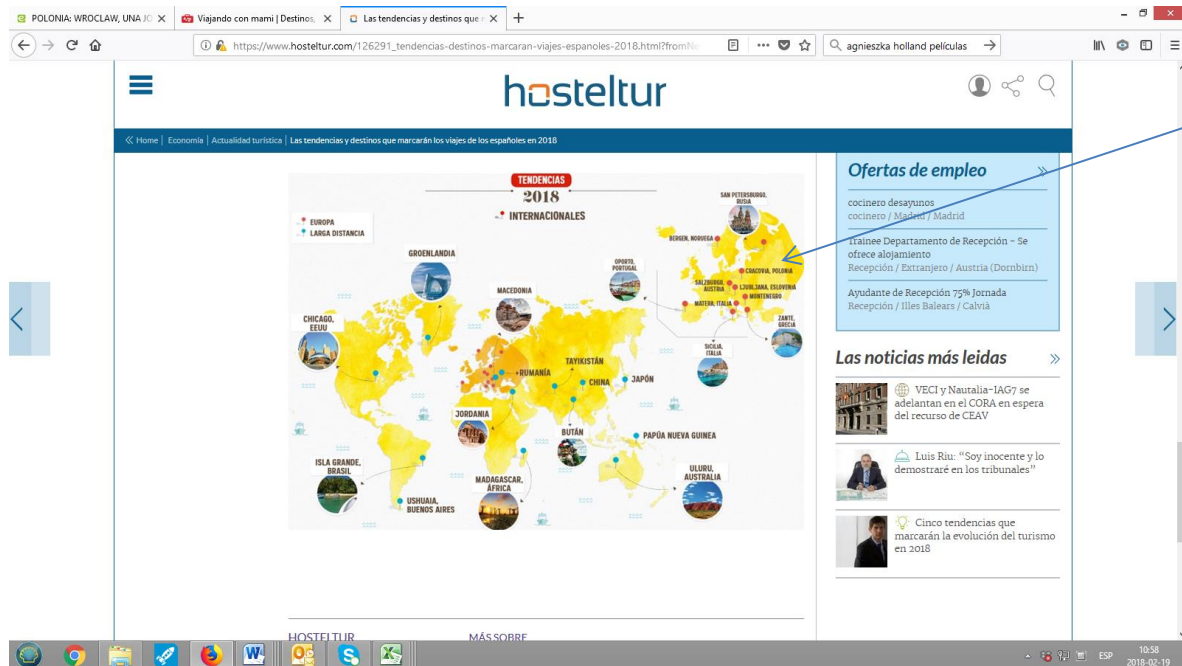 POLONIA: WROCLAW, UNA JO
Viajando con mami | Destinos,
Las tendencias y destinos que
https://www.hosteltur.com/126291_tendencias-destinos-marcaran-viajes-espanoles-2018.html?fromNe
agnieszka holland películas
hosteltur
Home | Economía | Actualidad turística | Las tendencias y destinos que marcarán los viajes de los españoles en 2018
TENDENCIAS
2018
INTERNACIONALES
EUROPA
LARGA DISTANCIA
SAN PETERSBURGO,
RUSIA
BERGEN, NORUEGA
GROENLANDIA
OPORTO,
PORTUGAL
CRACOVIA, POLONIA
SALZBURGO,
AUSTRIA
LJUBLJANA, ESLOVENIA
MONTENEGRO
MATERA, ITALIA
MACEDONIA
CHICAGO,
EEUU
ZANTE,
GRECIA
SICILIA,
ITALIA
TAYIKISTÁN
RUMANÍA
CHINA
JAPÓN
JORDANIA
BUTÁN
PAPÚA NUEVA GUINEA
ISLA GRANDE,
BRASIL
MADAGASCAR,
ÁFRICA
ULURU,
AUSTRALIA
USHUAIA,
BUENOS AIRES
Ofertas de empleo
cocinero desayunos
cocinero / Madrid / Madrid
Trainee Departamento de Recepción - Se
ofrece alojamiento
Recepción / Extranjero / Austria (Dornbirn)
Ayudante de Recepción 75% Jornada
Recepción / Illes Balears / Calvià
Las noticias más leidas
VECI y Nautalia-IAG7 se
adelantan en el CORA en espera
del recurso de CEAV
Luis Riu: “Soy inocente y lo
demostraré en los tribunales”
Cinco tendencias que
marcarán la evolución del turismo
en 2018
HOSTELTUR
MÁS SOBRE
ESP
10:58
2018-02-19